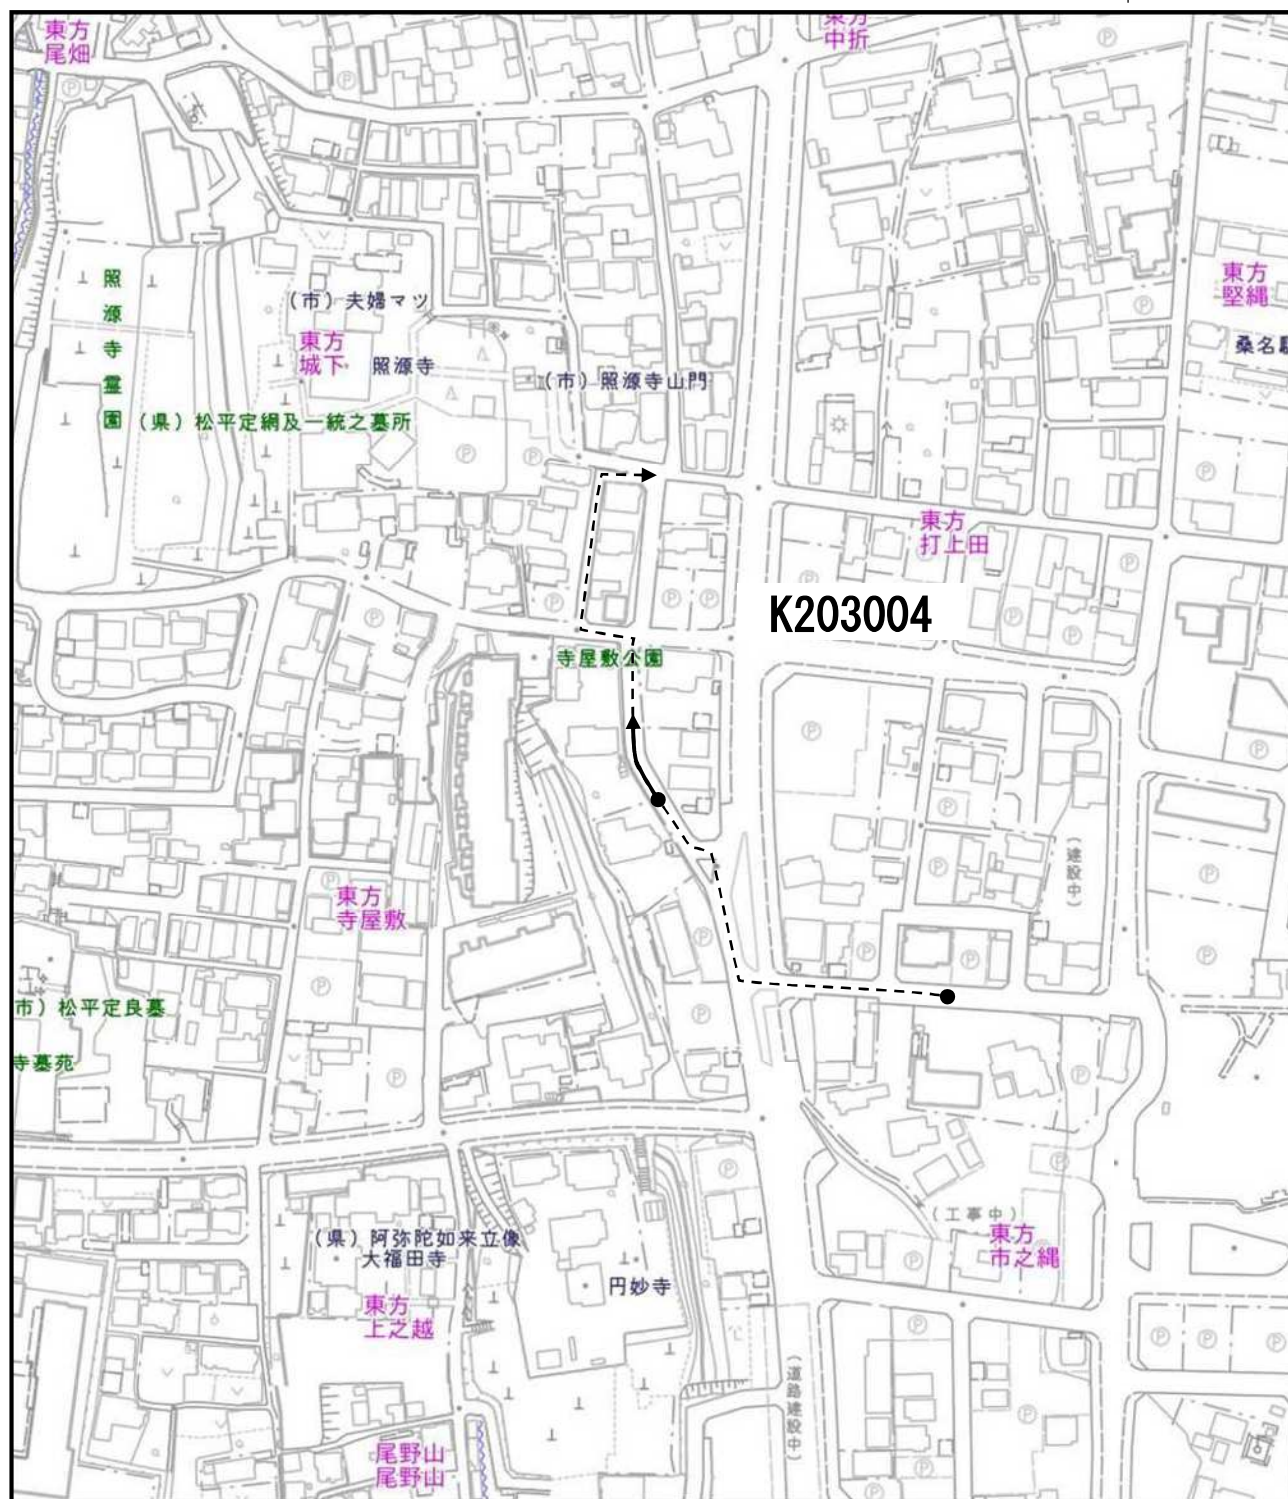 東方
尾畑
東方
中折
東方
堅縄
桑名
照源寺霊園
（市）夫婦マツ
東方
城下
照源寺
（市）照源寺山門
（県）松平定綱及一統之墓所
東方
打上田
K203004
寺屋敷公園
（建設中）
東方
寺屋敷
市）松平定良墓
寺墓苑
（工事中）
東方
市之縄
（県）阿弥陀如来立像
大福田寺
円妙寺
東方
上之越
（道路建設中）
尾野山
尾野山